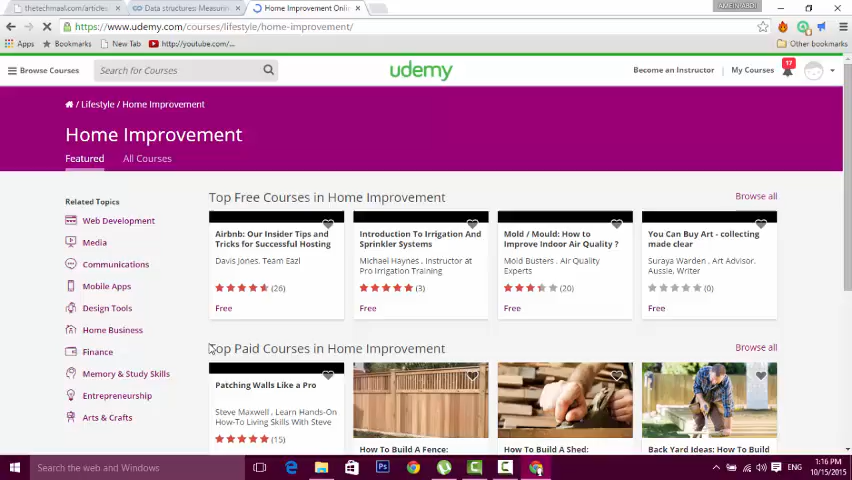 thetechmaal.com/articles
Data structures: Measuri
Home Improvement Onli
AMEIN/ABDI
https://www.udemy.com/courses/lifestyle/home-improvement/
Apps
Bookmarks
New Tab
http://youtube.com/
Other bookmarks
Browse Courses
Search for Courses
udemy
Become an Instructor
My Courses
17
/ Lifestyle / Home Improvement
Home Improvement
Featured
All Courses
Related Topics
Web Development
Media
Communications
Mobile Apps
Design Tools
Home Business
Finance
Memory & Study Skills
Entrepreneurship
Arts & Crafts
Top Free Courses in Home Improvement
Browse all
Airbnb: Our Insider Tips and
Tricks for Successful Hosting
Davis Jones. Team Eazl
(26)
Free
Introduction To Irrigation And
Sprinkler Systems
Michael Haynes . Instructor at
Pro Irrigation Training
(3)
Free
Mold / Mould: How to
Improve Indoor Air Quality ?
Mold Busters . Air Quality
Experts
(20)
Free
You Can Buy Art - collecting
made clear
Suraya Warden . Art Advisor.
Aussie, Writer
(0)
Free
Top Paid Courses in Home Improvement
Browse all
Patching Walls Like a Pro
Steve Maxwell , Learn Hands-On
How-To Living Skills With Steve
(15)
How To Build A Fence:
How To Build A Shed:
Back Yard Ideas: How To Build
Search the web and Windows
ENG
1:16 PM
10/15/2015